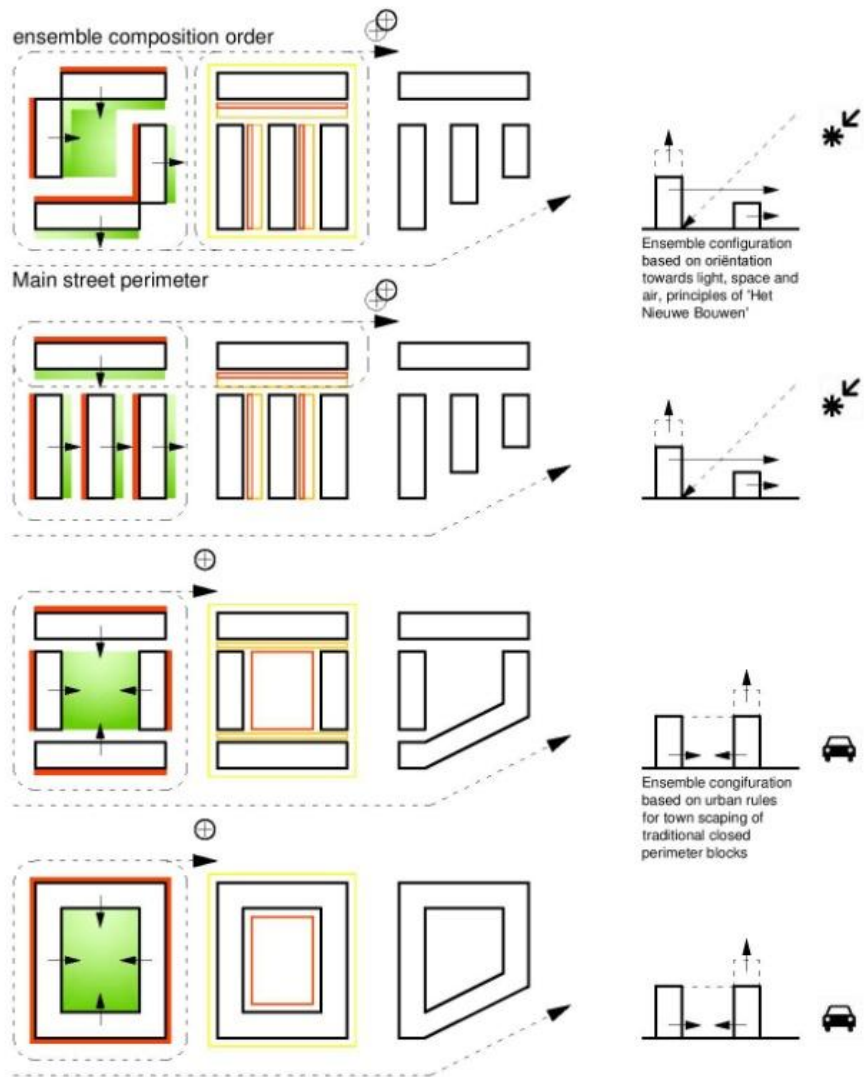 ensemble composition order
Ensemble configuration
based on oriëntation
towards light, space and
air, principles of 'Het
Nieuwe Bouwen'
Main street perimeter
Ensemble congifuration
based on urban rules
for town scaping of
traditional closed
perimeter blocks